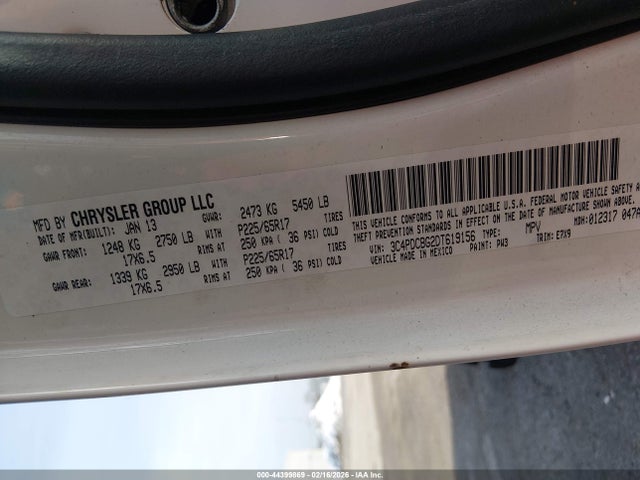 MFD BY CHRYSLER GROUP LLC
DATE OF MFR(BUILT): JAN 13 GVWR: 2473 KG 5450 LB
GAWR FRONT: 1248 KG 2750 LB WITH P225/65R17 TIRES
17X6.5 RIMS AT 250 KPA ( 36 PSI) COLD
GAWR REAR: 1339 KG 2950 LB WITH P225/65R17 TIRES
17X6.5 RIMS AT 250 KPA ( 36 PSI) COLD
THIS VEHICLE CONFORMS TO ALL APPLICABLE U.S.A. FEDERAL MOTOR VEHICLE SAFETY
THEFT PREVENTION STANDARDS IN EFFECT ON THE DATE OF MANUFACTURE SHOWN
VIN: 3C4PDCBG2DT619156 TYPE: MPV MDH:012317 047
VEHICLE MADE IN MEXICO PAINT: PW3 TRIM: E7X9
000-44399869 - 02/16/2026 - IAA Inc.